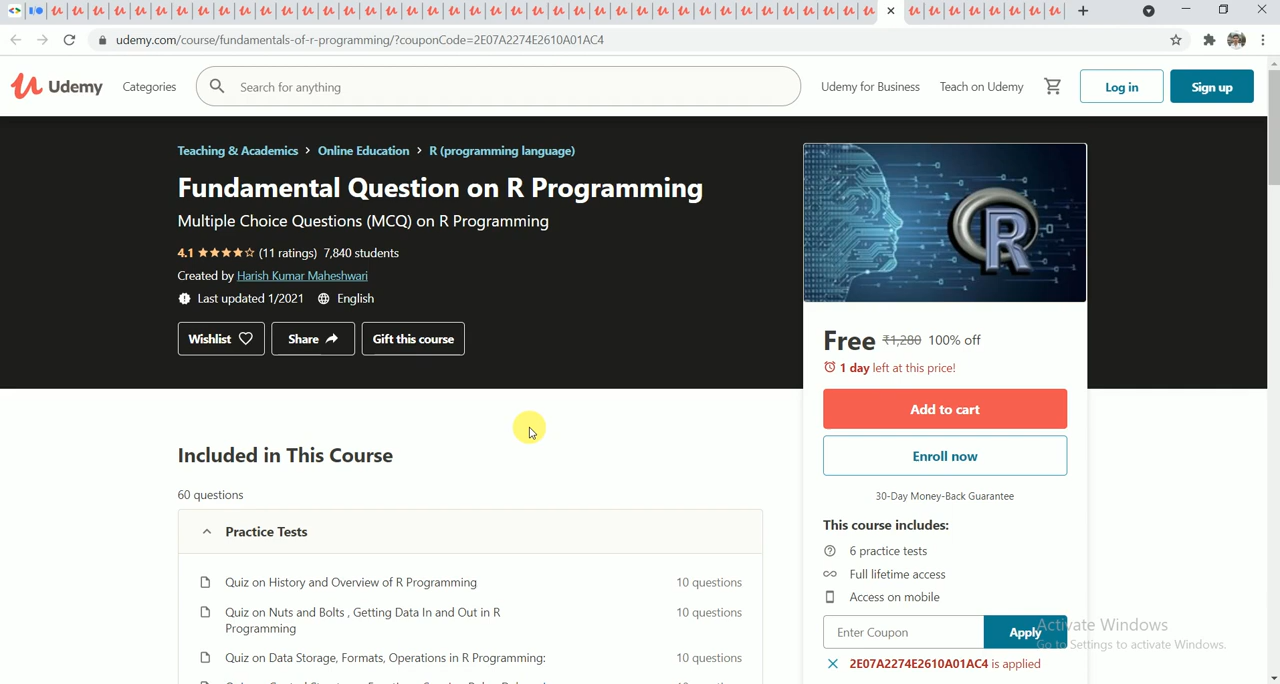 udemy.com/course/fundamentals-of-r-programming/?couponCode=2E07A2274E2610A01AC4
Udemy
Categories
Search for anything
Udemy for Business
Teach on Udemy
Log in
Sign up
Teaching & Academics > Online Education > R (programming language)
Fundamental Question on R Programming
Multiple Choice Questions (MCQ) on R Programming
4.1 (11 ratings) 7,840 students
Created by Harish Kumar Maheshwari
Last updated 1/2021 English
Wishlist
Share
Gift this course
R
Free ₹1,280 100% off
1 day left at this price!
Add to cart
Enroll now
30-Day Money-Back Guarantee
This course includes:
6 practice tests
Full lifetime access
Access on mobile
Enter Coupon
Apply
2E07A2274E2610A01AC4 is applied
Included in This Course
60 questions
Practice Tests
Quiz on History and Overview of R Programming 10 questions
Quiz on Nuts and Bolts , Getting Data In and Out in R 10 questions
Programming
Quiz on Data Storage, Formats, Operations in R Programming: 10 questions
Activate Windows
Go to Settings to activate Windows.